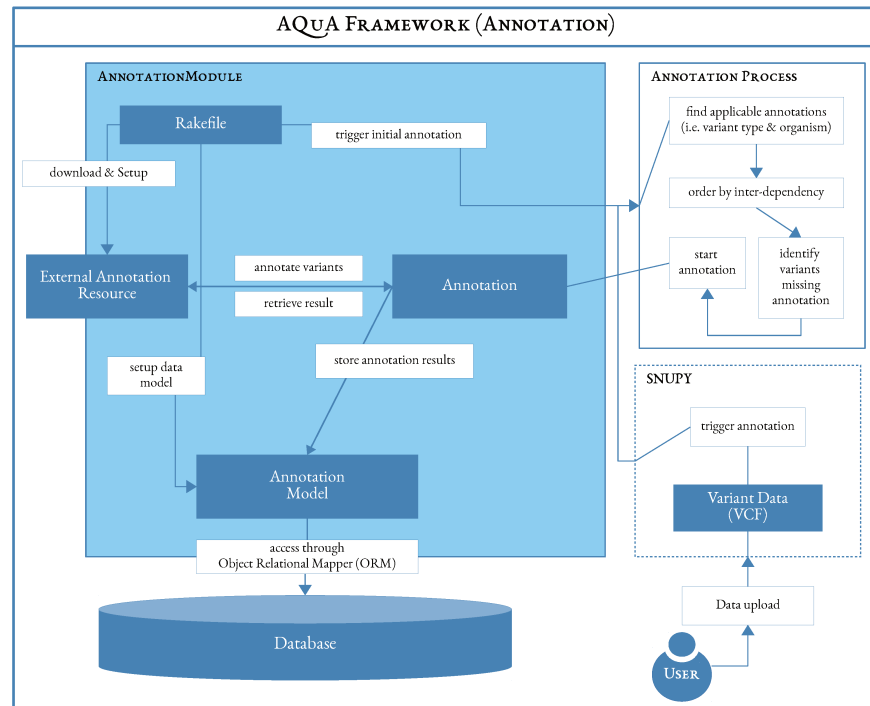 AQUA FRAMEWORK (ANNOTATION)
ANNOTATIONMODULE
Rakefile
trigger initial annotation
download & Setup
External Annotation
Resource
annotate variants
retrieve result
Annotation
store annotation results
setup data
model
Annotation
Model
access through
Object Relational Mapper (ORM)
Database
ANNOTATION PROCESS
find applicable annotations
(i.e. variant type & organism)
order by inter-dependency
start
annotation
identify
variants
missing
annotation
SNUPY
trigger annotation
Variant Data
(VCF)
Data upload
USER